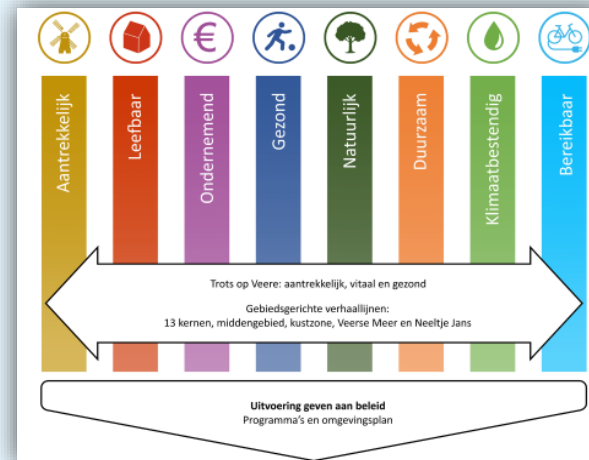 Aantrekkelijk
Leefbaar
Ondernemend
Gezond
Natuurlijk
Duurzaam
Klimaatbestendig
Bereikbaar
Trots op Veere: aantrekkelijk, vitaal en gezond
Gebiedsgerichte verhaallijnen:
13 kernen, middengebied, kustzone, Veerse Meer en Neeltje Jans
Uitvoering geven aan beleid
Programma's en omgevingsplan